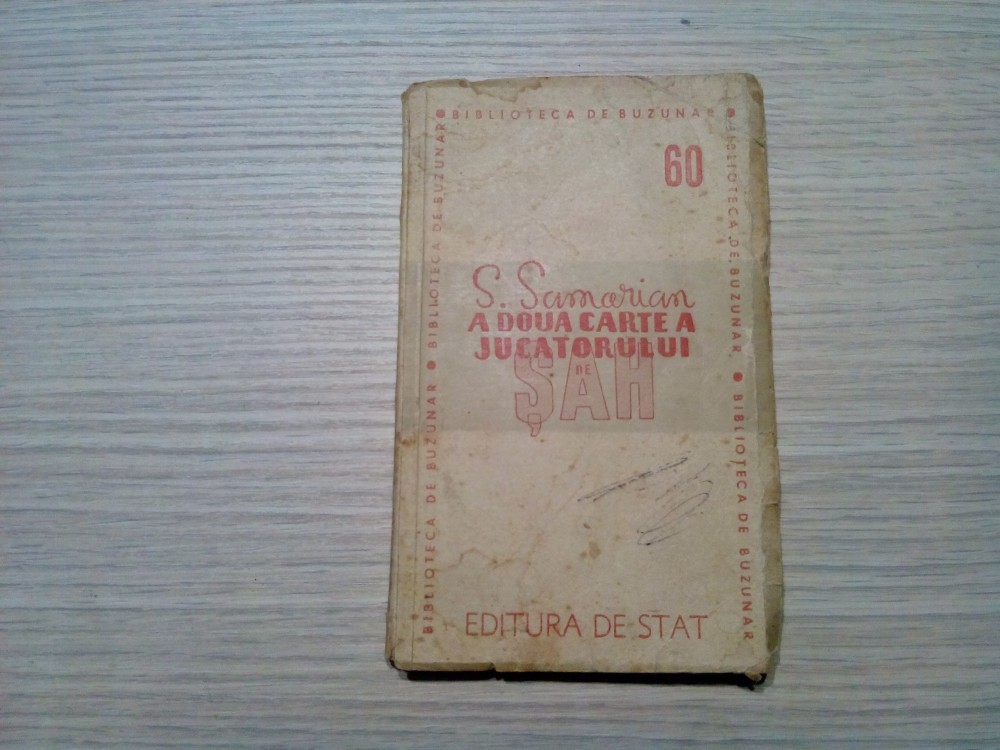 BIBLIOTECA DE BUZUNAR
60
S. Samarian
A DOUA CARTE A
JUCATORULUI
DE
ȘAH
EDITURA DE STAT
BIBLIOTECA DE BUZUNAR ● BIBLIOTECA DE BUZUNAR ●
BIBLIOTECA DE BUZUNAR ● BIBLIOTECA DE BUZUNAR